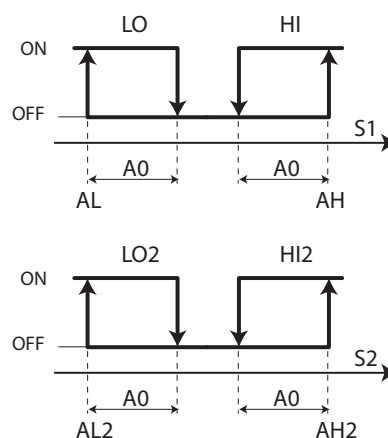 LO HI
ON
OFF
S1
A0 A0
AL AH
LO2 HI2
ON
OFF
S2
A0 A0
AL2 AH2